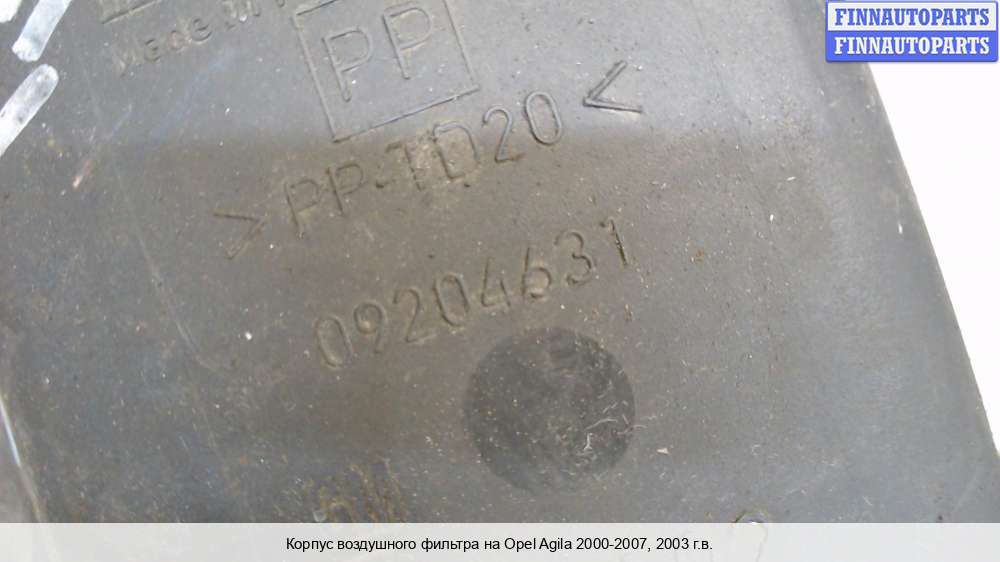 FINNAUTOPARTS
FINNAUTOPARTS
Made in
PP
>PP-TD20<
09204631
Корпус воздушного фильтра на Opel Agila 2000-2007, 2003 г.в.